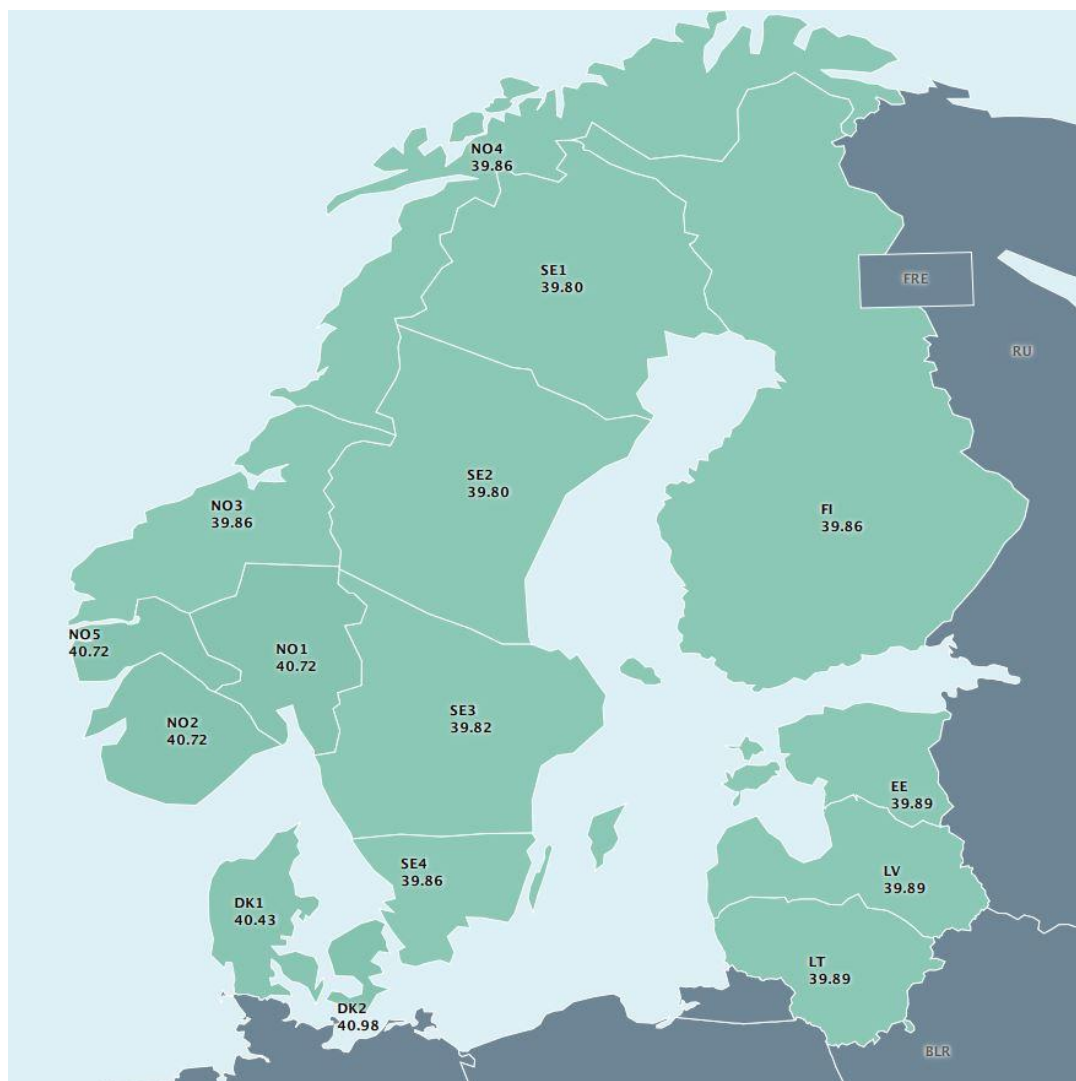 NO4
39.86
SE1
39.80
FRE
RU
SE2
39.80
NO3
39.86
FI
39.86
NO5
40.72
NO1
40.72
SE3
39.82
NO2
40.72
EE
39.89
SE4
39.86
LV
39.89
DK1
40.43
LT
39.89
DK2
40.98
BLR